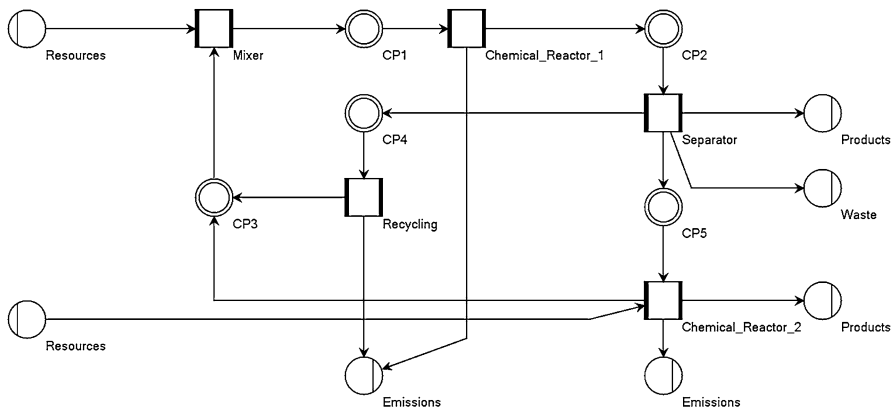 Resources
Mixer
CP1
Chemical_Reactor_1
CP2
CP4
Separator
Products
CP3
Recycling
CP5
Waste
Resources
Chemical_Reactor_2
Products
Emissions
Emissions